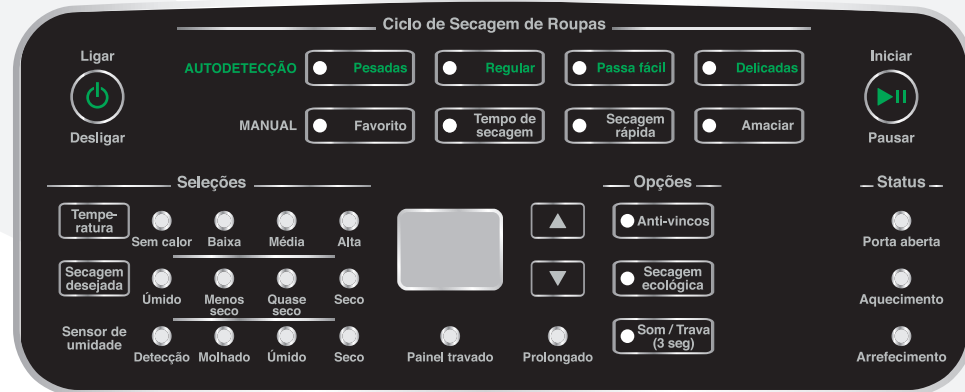 Ciclo de Secagem de Roupas
Ligar
Desligar
AUTODETECÇÃO
Pesadas
Regular
Passa fácil
Delicadas
MANUAL
Favorito
Tempo de
secagem
Secagem
rápida
Amaciar
Iniciar
Pausar
Seleções
Tempe-
ratura
Sem calor
Baixa
Média
Alta
Secagem
desejada
Úmido
Menos
seco
Quase
seco
Seco
Sensor de
umidade
Detecção
Molhado
Úmido
Seco
Painel travado
Prolongado
Opções
Anti-vincos
Secagem
ecológica
Som / Trava
(3 seg)
Status
Porta aberta
Aquecimento
Arrefecimento